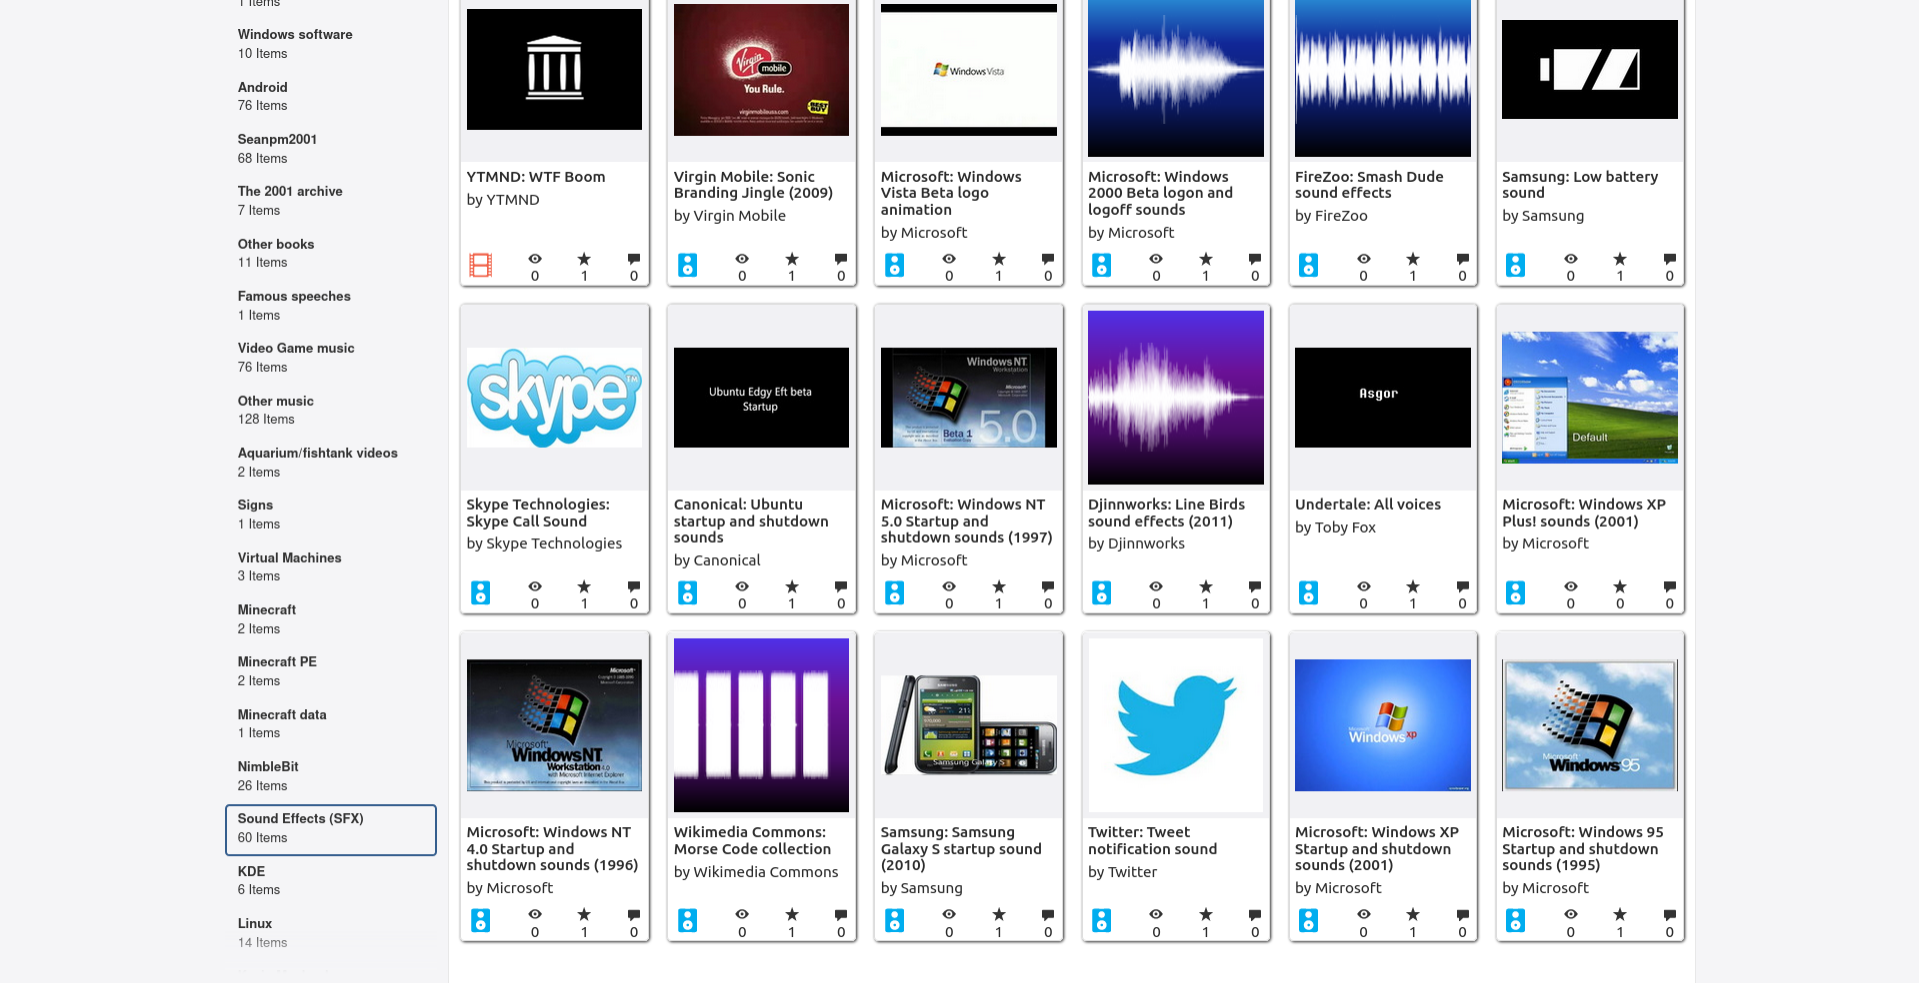 1 Items
Windows software
10 Items
Android
76 Items
Seanpm2001
68 Items
The 2001 archive
7 Items
Other books
11 Items
Famous speeches
1 Items
Video Game music
76 Items
Other music
128 Items
Aquarium/fishtank videos
2 Items
Signs
1 Items
Virtual Machines
3 Items
Minecraft
2 Items
Minecraft PE
2 Items
Minecraft data
1 Items
NimbleBit
26 Items
Sound Effects (SFX)
60 Items
KDE
6 Items
Linux
14 Items
YTMND: WTF Boom
by YTMND
0 1 0
Virgin
mobile
You Rule.
virginmobileusa.com
BEST
BUY
Virgin Mobile: Sonic
Branding Jingle (2009)
by Virgin Mobile
0 1 0
Windows Vista
Microsoft: Windows
Vista Beta logo
animation
by Microsoft
0 1 0
Microsoft: Windows
2000 Beta logon and
logoff sounds
by Microsoft
0 1 0
FireZoo: Smash Dude
sound effects
by FireZoo
0 1 0
Samsung: Low battery
sound
by Samsung
0 1 0
skype™
Skype Technologies:
Skype Call Sound
by Skype Technologies
0 1 0
Ubuntu Edgy Eft beta
Startup
Canonical: Ubuntu
startup and shutdown
sounds
by Canonical
0 1 0
Windows NT
Workstation
Microsoft
5.0
Beta 1
Microsoft: Windows NT
5.0 Startup and
shutdown sounds (1997)
by Microsoft
0 1 0
Djinnworks: Line Birds
sound effects (2011)
by Djinnworks
0 1 0
Asgor
Undertale: All voices
by Toby Fox
0 1 0
Default
Microsoft: Windows XP
Plus! sounds (2001)
by Microsoft
0 0 0
Microsoft
Microsoft
Windows NT
Workstation 4.0
with Microsoft Internet Explorer
Microsoft: Windows NT
4.0 Startup and
shutdown sounds (1996)
by Microsoft
0 1 0
Wikimedia Commons:
Morse Code collection
by Wikimedia Commons
0 1 0
Samsung Galaxy S
Samsung: Samsung
Galaxy S startup sound
(2010)
by Samsung
0 1 0
Twitter: Tweet
notification sound
by Twitter
0 1 0
Microsoft
Windows xp
Microsoft: Windows XP
Startup and shutdown
sounds (2001)
by Microsoft
0 1 0
Microsoft
Windows 95
Microsoft: Windows 95
Startup and shutdown
sounds (1995)
by Microsoft
0 1 0